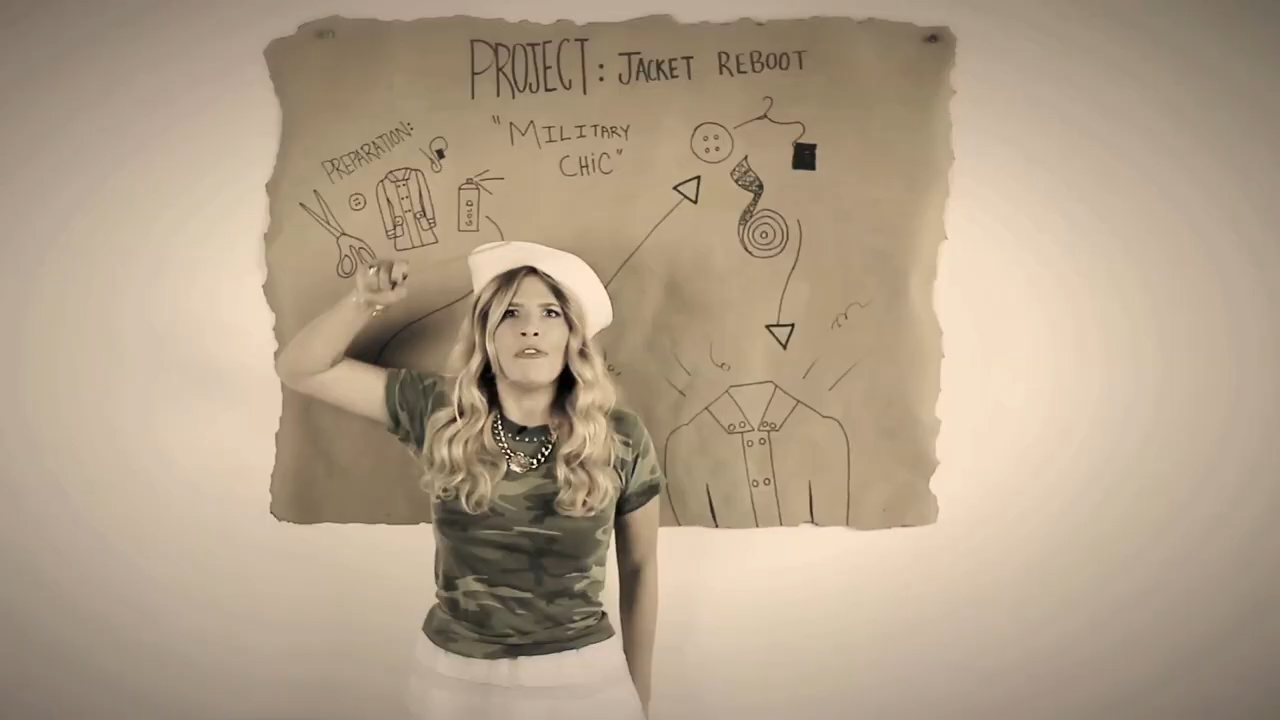 PROJECT: JACKET REBOOT
"MILITARY
CHiC"
PREPARATION:
GOLD